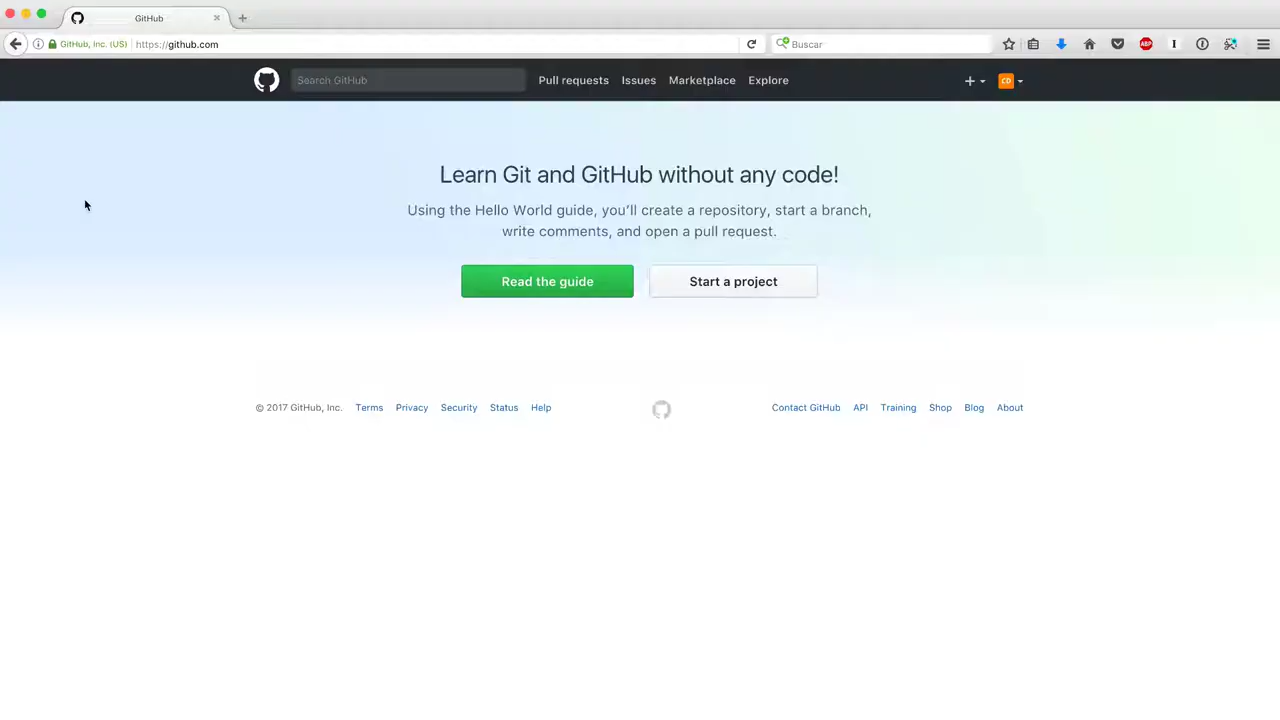 GitHub
GitHub, Inc. (US) https://github.com Buscar ABP I
Search GitHub Pull requests Issues Marketplace Explore CD
Learn Git and GitHub without any code!
Using the Hello World guide, you’ll create a repository, start a branch,
write comments, and open a pull request.
Read the guide Start a project
© 2017 GitHub, Inc. Terms Privacy Security Status Help Contact GitHub API Training Shop Blog About